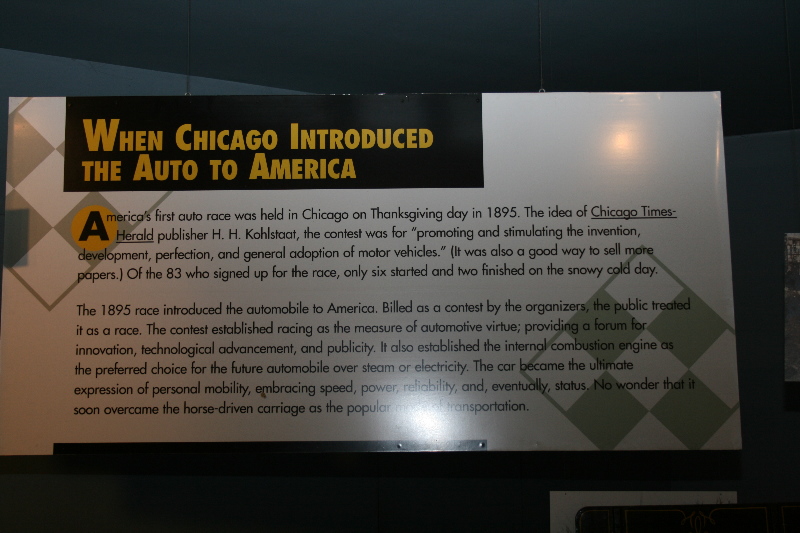 WHEN CHICAGO INTRODUCED
THE AUTO TO AMERICA
America's first auto race was held in Chicago on Thanksgiving day in 1895. The idea of Chicago Times-
Herald publisher H. H. Kohlstaat, the contest was for "promoting and stimulating the invention,
development, perfection, and general adoption of motor vehicles." (It was also a good way to sell more
papers.) Of the 83 who signed up for the race, only six started and two finished on the snowy cold day.
The 1895 race introduced the automobile to America. Billed as a contest by the organizers, the public treated
it as a race. The contest established racing as the measure of automotive virtue; providing a forum for
innovation, technological advancement, and publicity. It also established the internal combustion engine as
the preferred choice for the future automobile over steam or electricity. The car became the ultimate
expression of personal mobility, embracing speed, power, reliability, and, eventually, status. No wonder that it
soon overcame the horse-driven carriage as the popular transportation.